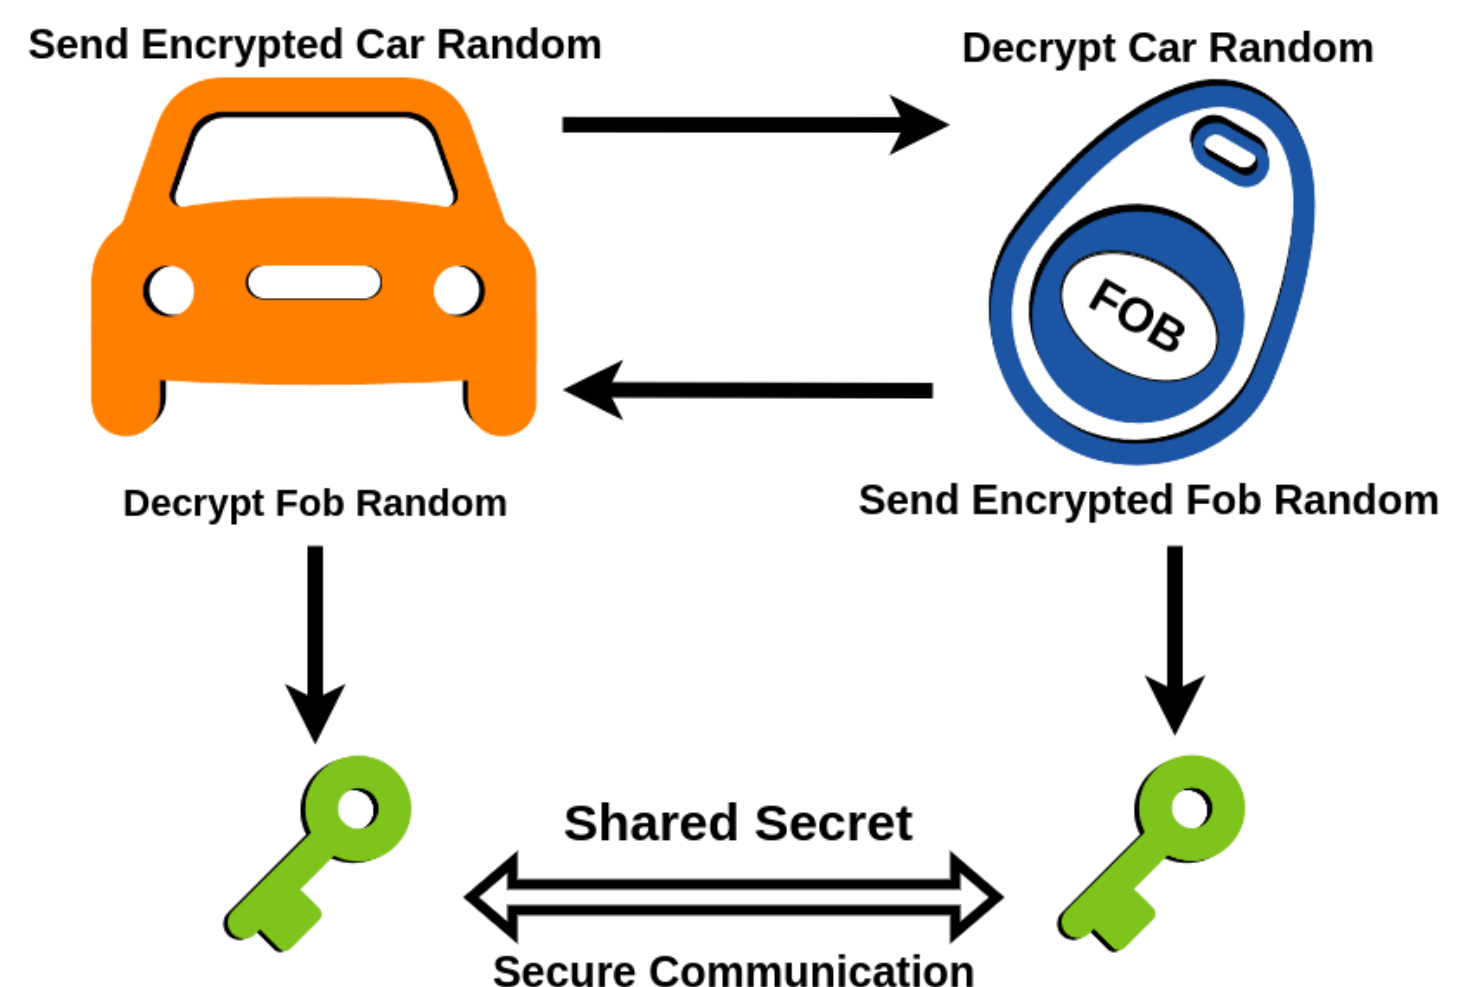 Send Encrypted Car Random
Decrypt Car Random
FOB
Decrypt Fob Random
Send Encrypted Fob Random
Shared Secret
Secure Communication